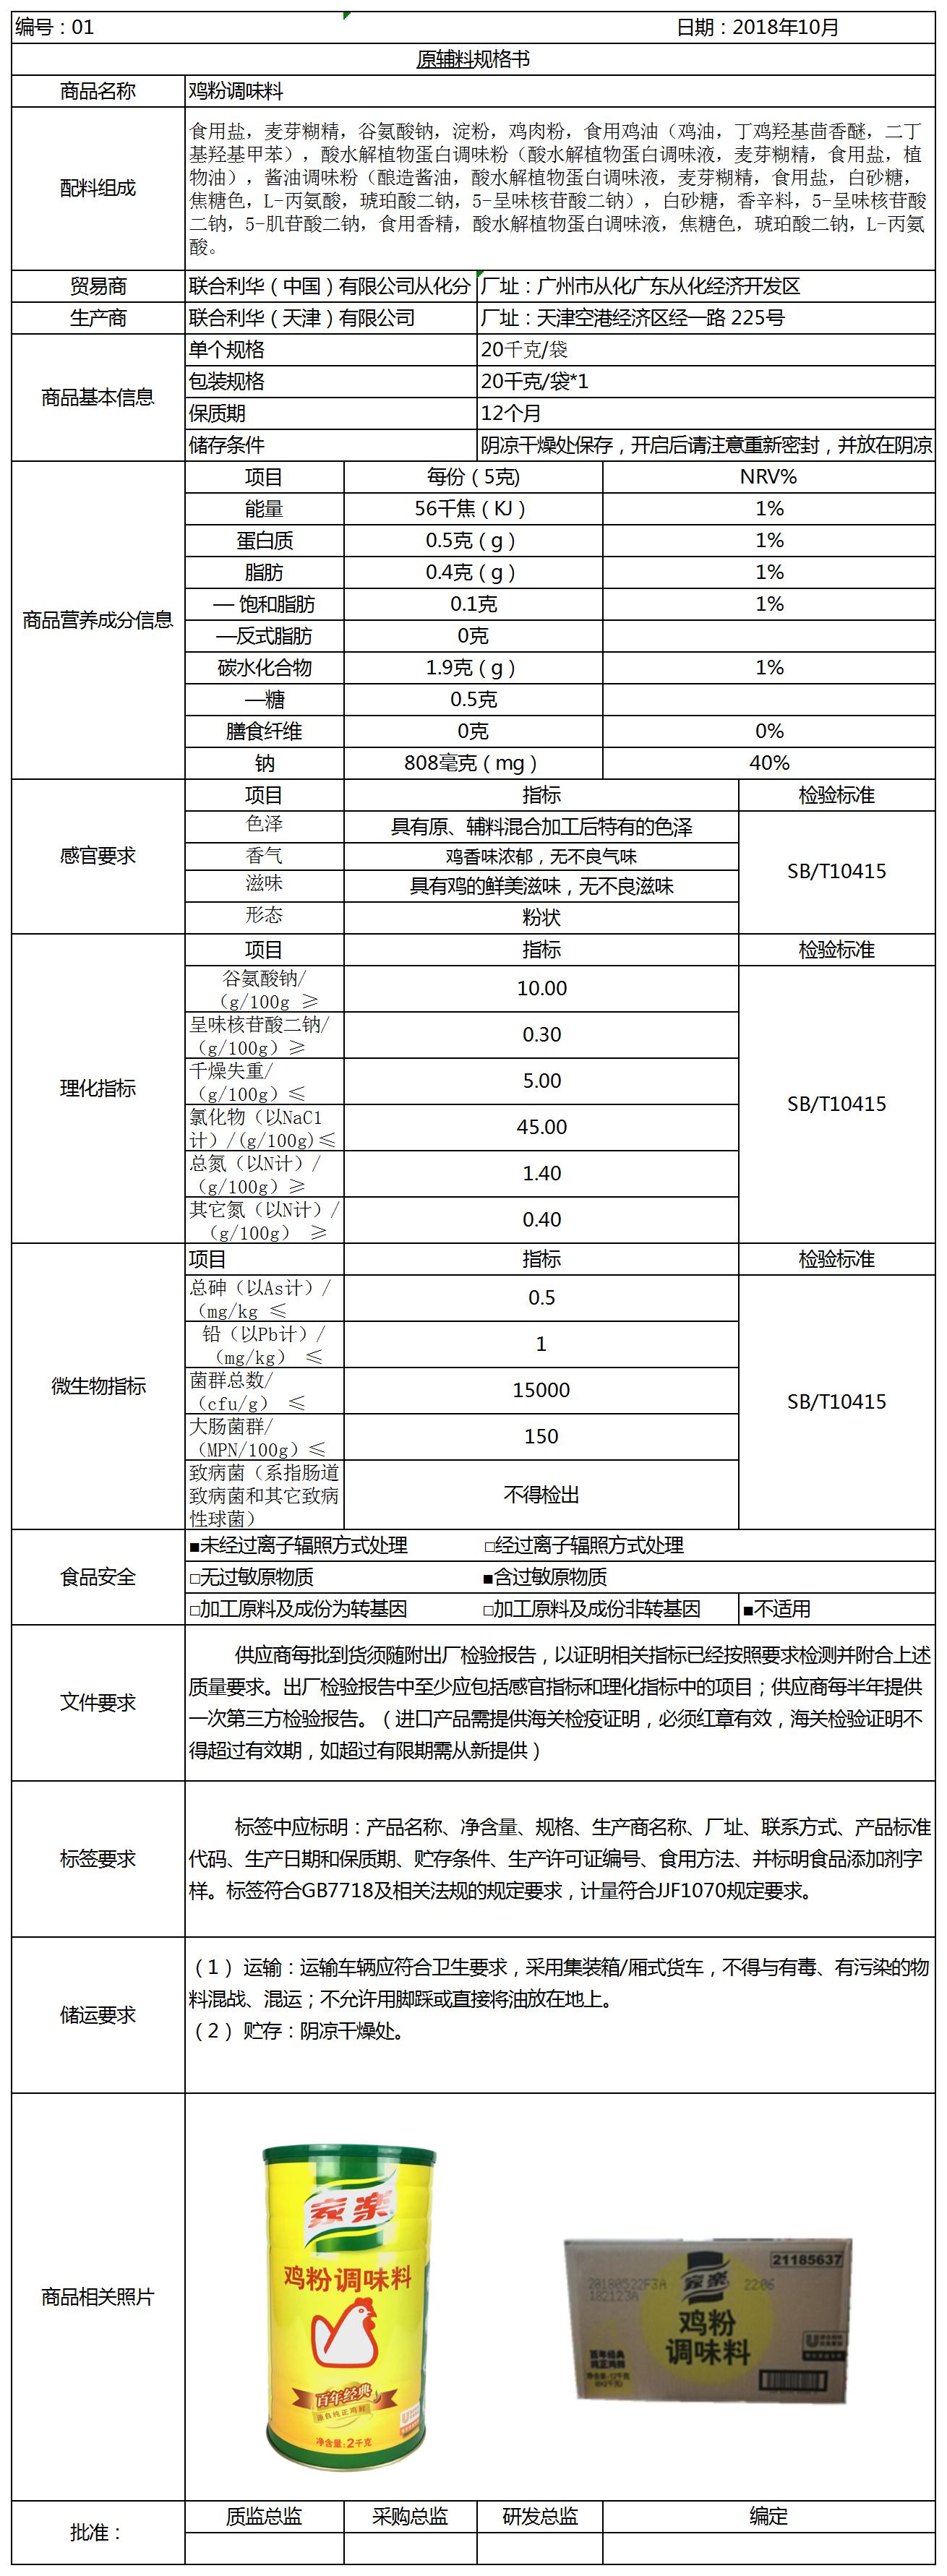 编号：01 日期：2018年10月
原辅料规格书
商品名称 鸡粉调味料
配料组成
食用盐，麦芽糊精，谷氨酸钠，淀粉，鸡肉粉，食用鸡油（鸡油，丁鸡羟基茴香醚，二丁
基羟基甲苯），酸水解植物蛋白调味粉（酸水解植物蛋白调味液，麦芽糊精，食用盐，植
物油），酱油调味粉（酿造酱油，酸水解植物蛋白调味液，麦芽糊精，食用盐，白砂糖，
焦糖色，L-丙氨酸，琥珀酸二钠，5-呈味核苷酸二钠），白砂糖，香辛料，5-呈味核苷酸
二钠，5-肌苷酸二钠，食用香精，酸水解植物蛋白调味液，焦糖色，琥珀酸二钠，L-丙氨
酸。
贸易商 联合利华（中国）有限公司从化分 厂址：广州市从化广东从化经济开发区
生产商 联合利华（天津）有限公司 厂址：天津空港经济区经一路 225号
商品基本信息
单个规格 20千克/袋
包装规格 20千克/袋*1
保质期 12个月
储存条件 阴凉干燥处保存，开启后请注意重新密封，并放在阴凉
商品营养成分信息
项目 每份（5克) NRV%
能量 56千焦（KJ） 1%
蛋白质 0.5克（g） 1%
脂肪 0.4克（g） 1%
— 饱和脂肪 0.1克 1%
—反式脂肪 0克
碳水化合物 1.9克（g） 1%
—糖 0.5克
膳食纤维 0克 0%
钠 808毫克（mg） 40%
感官要求
项目 指标 检验标准
色泽 具有原、辅料混合加工后特有的色泽
香气 鸡香味浓郁，无不良气味
SB/T10415
滋味 具有鸡的鲜美滋味，无不良滋味
形态 粉状
理化指标
项目 指标 检验标准
谷氨酸钠/
（g/100g ≥ 10.00
呈味核苷酸二钠/
（g/100g）≥ 0.30
千燥失重/
（g/100g）≤ 5.00
SB/T10415
氯化物（以NaCl
计）/(g/100g)≤ 45.00
总氮（以N计）/
（g/100g）≥ 1.40
其它氮（以N计）/
（g/100g） ≥ 0.40
微生物指标
项目 指标 检验标准
总砷（以As计）/
（mg/kg ≤ 0.5
铅（以Pb计）/
（mg/kg） ≤ 1
菌群总数/
（cfu/g） ≤ 15000
SB/T10415
大肠菌群/
（MPN/100g）≤ 150
致病菌（系指肠道
致病菌和其它致病
性球菌） 不得检出
食品安全
■未经过离子辐照方式处理 □经过离子辐照方式处理
□无过敏原物质 ■含过敏原物质
□加工原料及成份为转基因 □加工原料及成份非转基因 ■不适用
文件要求
供应商每批到货须随附出厂检验报告，以证明相关指标已经按照要求检测并附合上述
质量要求。出厂检验报告中至少应包括感官指标和理化指标中的项目；供应商每半年提供
一次第三方检验报告。（进口产品需提供海关检疫证明，必须红章有效，海关检验证明不
得超过有效期，如超过有限期需从新提供）
标签要求
标签中应标明：产品名称、净含量、规格、生产商名称、厂址、联系方式、产品标准
代码、生产日期和保质期、贮存条件、生产许可证编号、食用方法、并标明食品添加剂字
样。标签符合GB7718及相关法规的规定要求，计量符合JJF1070规定要求。
储运要求
（1） 运输：运输车辆应符合卫生要求，采用集装箱/厢式货车，不得与有毒、有污染的物
料混战、混运；不允许用脚踩或直接将油放在地上。
（2） 贮存：阴凉干燥处。
商品相关照片
家乐
鸡粉调味料
百年经典
净含量:2千克
21185637
家乐
20180522F3A 22:06
182123A
鸡粉
调味料
百年经典
批准： 质监总监 采购总监 研发总监 编定